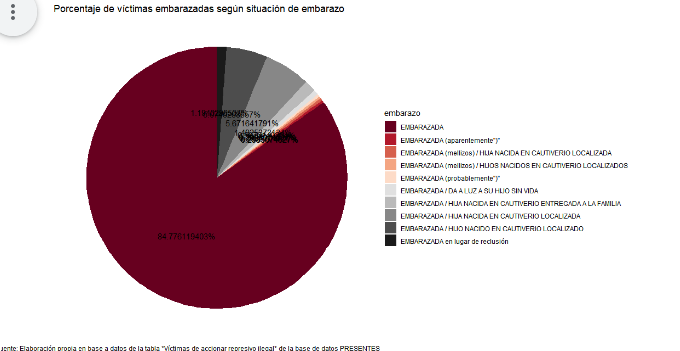 Porcentaje de víctimas embarazadas según situación de embarazo
5.671641791%
84.776119403%
embarazo
EMBARAZADA
EMBARAZADA (aparentemente")"
EMBARAZADA (mellizos) / HIJA NACIDA EN CAUTIVERIO LOCALIZADA
EMBARAZADA (mellizos) / HIJOS NACIDOS EN CAUTIVERIO LOCALIZADOS
EMBARAZADA (probablemente")"
EMBARAZADA / DA A LUZ A SU HIJO SIN VIDA
EMBARAZADA / HIJA NACIDA EN CAUTIVERIO ENTREGADA A LA FAMILIA
EMBARAZADA / HIJA NACIDA EN CAUTIVERIO LOCALIZADA
EMBARAZADA / HIJO NACIDO EN CAUTIVERIO LOCALIZADO
EMBARAZADA en lugar de reclusión
uente: Elaboración propia en base a datos de la tabla "Víctimas de accionar represivo ilegal" de la base de datos PRESENTES